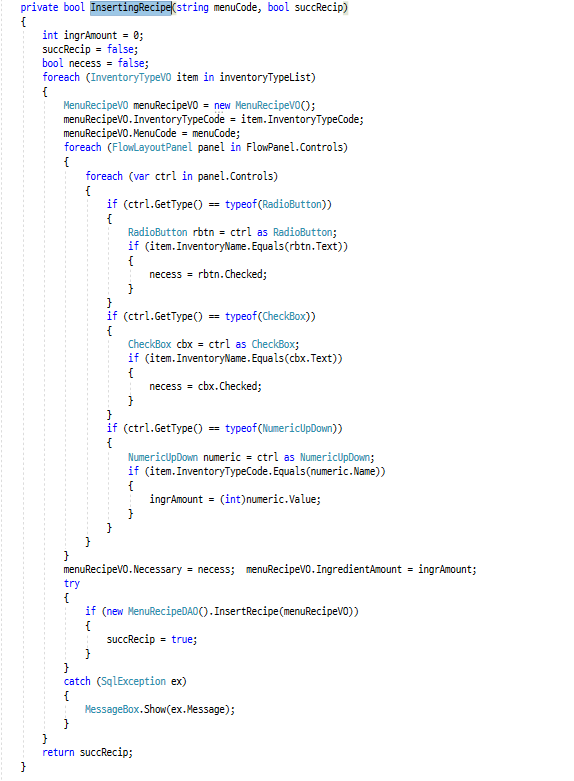 private bool InsertingRecipe(string menuCode, bool succRecip)
{
    int ingrAmount = 0;
    succRecip = false;
    bool necess = false;
    foreach (InventoryTypeVO item in inventoryTypeList)
    {
        MenuRecipeVO menuRecipeVO = new MenuRecipeVO();
        menuRecipeVO.InventoryTypeCode = item.InventoryTypeCode;
        menuRecipeVO.MenuCode = menuCode;
        foreach (FlowLayoutPanel panel in FlowPanel.Controls)
        {
            foreach (var ctrl in panel.Controls)
            {
                if (ctrl.GetType() == typeof(RadioButton))
                {
                    RadioButton rbtn = ctrl as RadioButton;
                    if (item.InventoryName.Equals(rbtn.Text))
                    {
                        necess = rbtn.Checked;
                    }
                }
                if (ctrl.GetType() == typeof(CheckBox))
                {
                    CheckBox cbx = ctrl as CheckBox;
                    if (item.InventoryName.Equals(cbx.Text))
                    {
                        necess = cbx.Checked;
                    }
                }
                if (ctrl.GetType() == typeof(NumericUpDown))
                {
                    NumericUpDown numeric = ctrl as NumericUpDown;
                    if (item.InventoryTypeCode.Equals(numeric.Name))
                    {
                        ingrAmount = (int)numeric.Value;
                    }
                }
            }
        }
        menuRecipeVO.Necessary = necess;  menuRecipeVO.IngredientAmount = ingrAmount;
        try
        {
            if (new MenuRecipeDAO().InsertRecipe(menuRecipeVO))
            {
                succRecip = true;
            }
        }
        catch (SqlException ex)
        {
            MessageBox.Show(ex.Message);
        }
    }
    return succRecip;
}